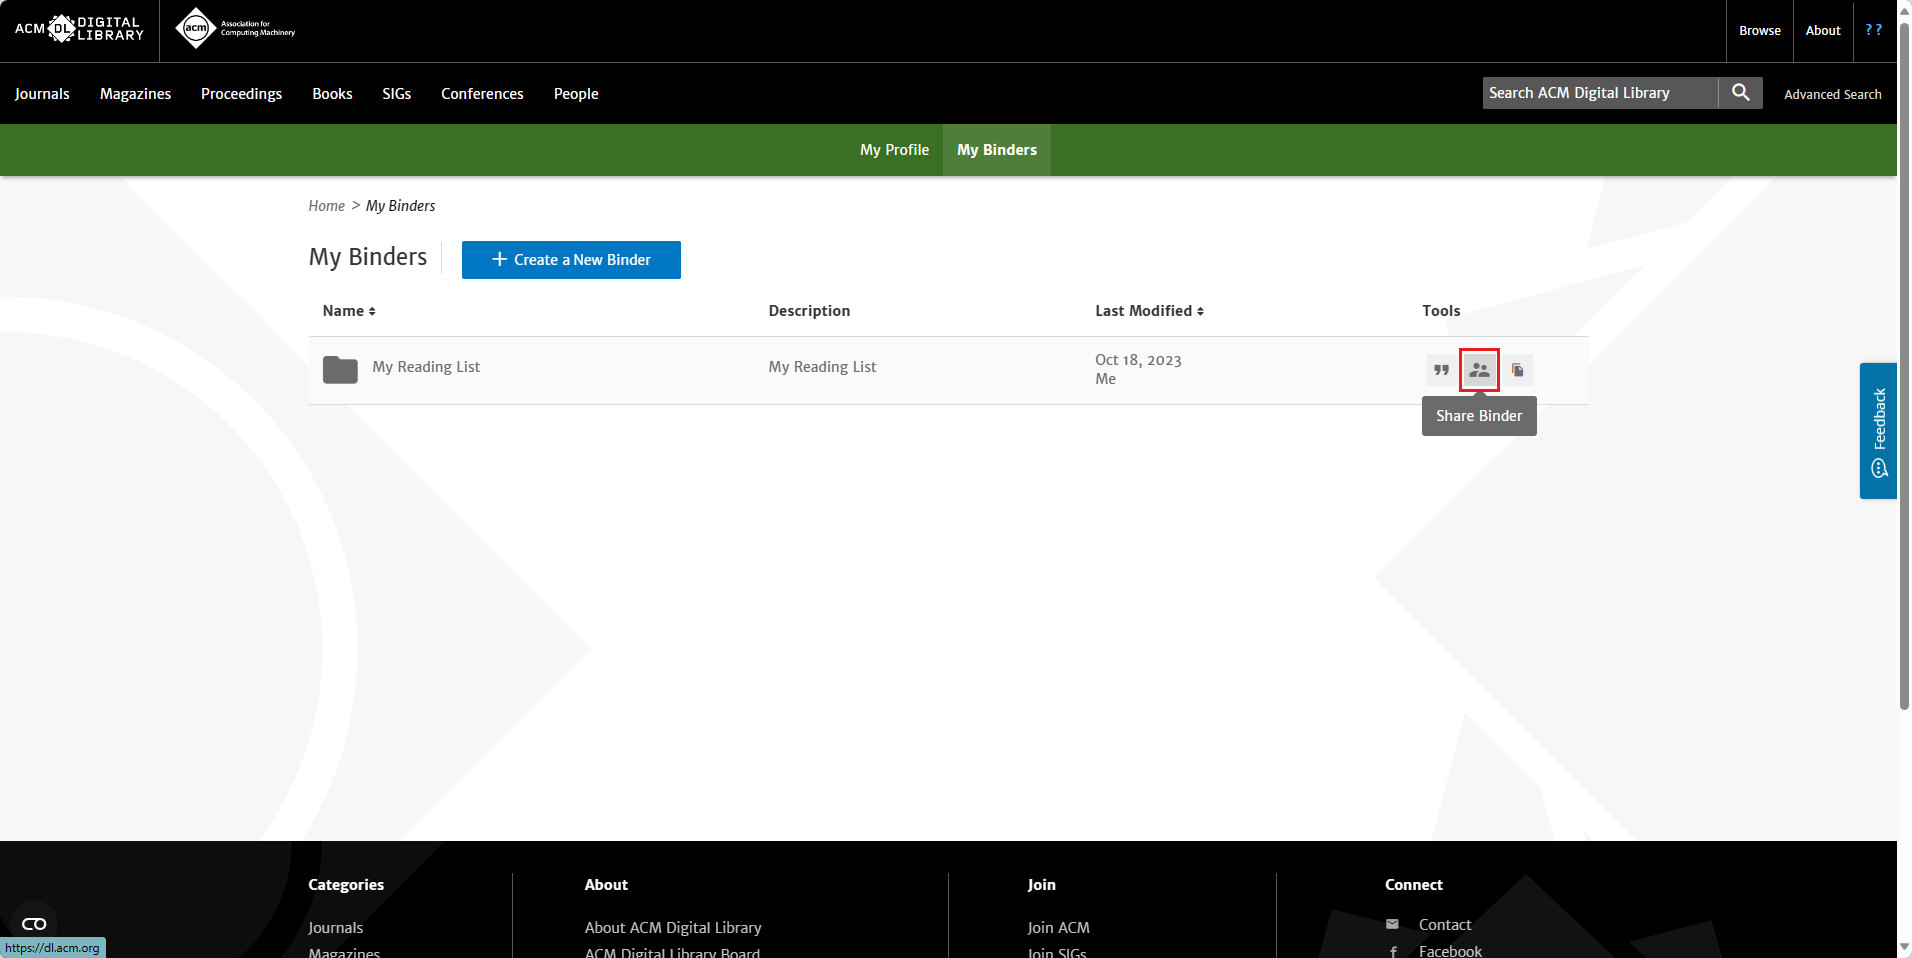 ACM DL DIGITAL LIBRARY
acm Association for Computing Machinery
Browse
About
? ?
Journals
Magazines
Proceedings
Books
SIGs
Conferences
People
Search ACM Digital Library
Advanced Search
My Profile
My Binders
Home > My Binders
My Binders
+ Create a New Binder
Name
Description
Last Modified
Tools
My Reading List
My Reading List
Oct 18, 2023
Me
Share Binder
Feedback
Categories
Journals
Magazines
About
About ACM Digital Library
ACM Digital Library Board
Join
Join ACM
Join SIGs
Connect
Contact
Facebook
https://dl.acm.org